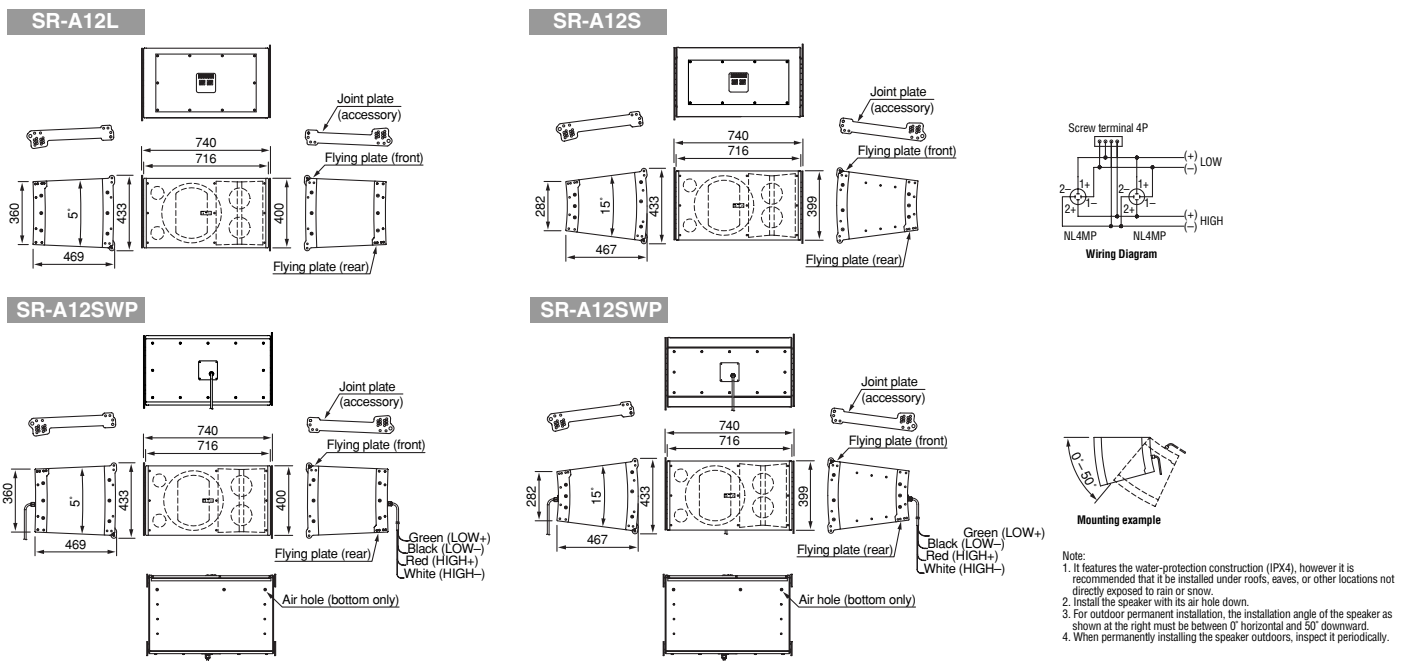 SR-A12L
Joint plate
(accessory)
740
716
Flying plate (front)
360
5˚
433
400
469
Flying plate (rear)
SR-A12S
Joint plate
(accessory)
740
716
Flying plate (front)
282
15˚
433
399
467
Flying plate (rear)
Screw terminal 4P
(+)
LOW
(–)
2–
1+
2+
1–
2–
1+
2+
1–
(+)
HIGH
(–)
NL4MP
NL4MP
Wiring Diagram
SR-A12SWP
Joint plate
(accessory)
740
716
Flying plate (front)
360
5˚
433
400
469
Flying plate (rear)
Green (LOW+)
Black (LOW–)
Red (HIGH+)
White (HIGH–)
Air hole (bottom only)
SR-A12SWP
Joint plate
(accessory)
740
716
Flying plate (front)
282
15˚
433
399
467
Flying plate (rear)
Green (LOW+)
Black (LOW–)
Red (HIGH+)
White (HIGH–)
Air hole (bottom only)
0˚–50˚
Mounting example
Note:
1. It features the water-protection construction (IPX4), however it is
recommended that it be installed under roofs, eaves, or other locations not
directly exposed to rain or snow.
2. Install the speaker with its air hole down.
3. For outdoor permanent installation, the installation angle of the speaker as
shown at the right must be between 0˚ horizontal and 50˚ downward.
4. When permanently installing the speaker outdoors, inspect it periodically.